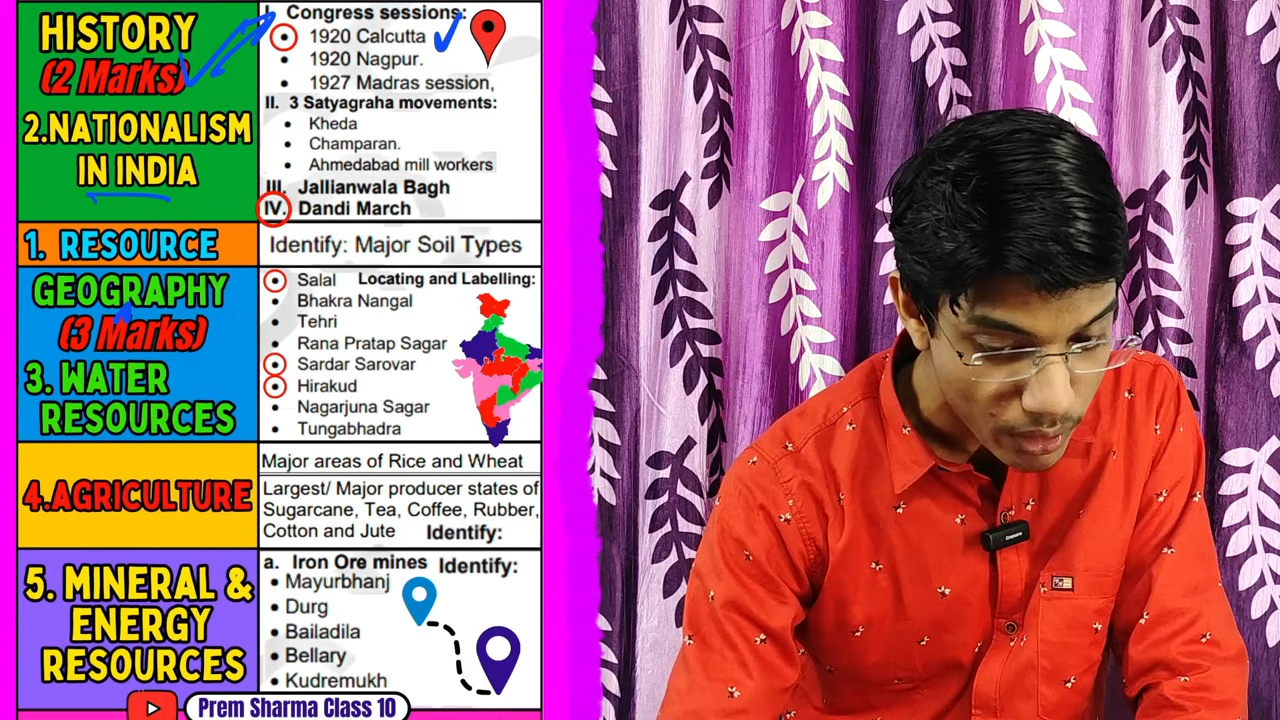 HISTORY
(2 Marks)
2.NATIONALISM
IN INDIA
I. Congress sessions:
• 1920 Calcutta
• 1920 Nagpur.
• 1927 Madras session,
II. 3 Satyagraha movements:
• Kheda
• Champaran.
• Ahmedabad mill workers
III. Jallianwala Bagh
IV. Dandi March
1. RESOURCE
Identify: Major Soil Types
GEOGRAPHY
(3 Marks)
3. WATER
RESOURCES
• Salal Locating and Labelling:
• Bhakra Nangal
• Tehri
• Rana Pratap Sagar
• Sardar Sarovar
• Hirakud
• Nagarjuna Sagar
• Tungabhadra
4.AGRICULTURE
Major areas of Rice and Wheat
Largest/ Major producer states of
Sugarcane, Tea, Coffee, Rubber,
Cotton and Jute Identify:
5. MINERAL &
ENERGY
RESOURCES
a. Iron Ore mines Identify:
• Mayurbhanj
• Durg
• Bailadila
• Bellary
• Kudremukh
Prem Sharma Class 10